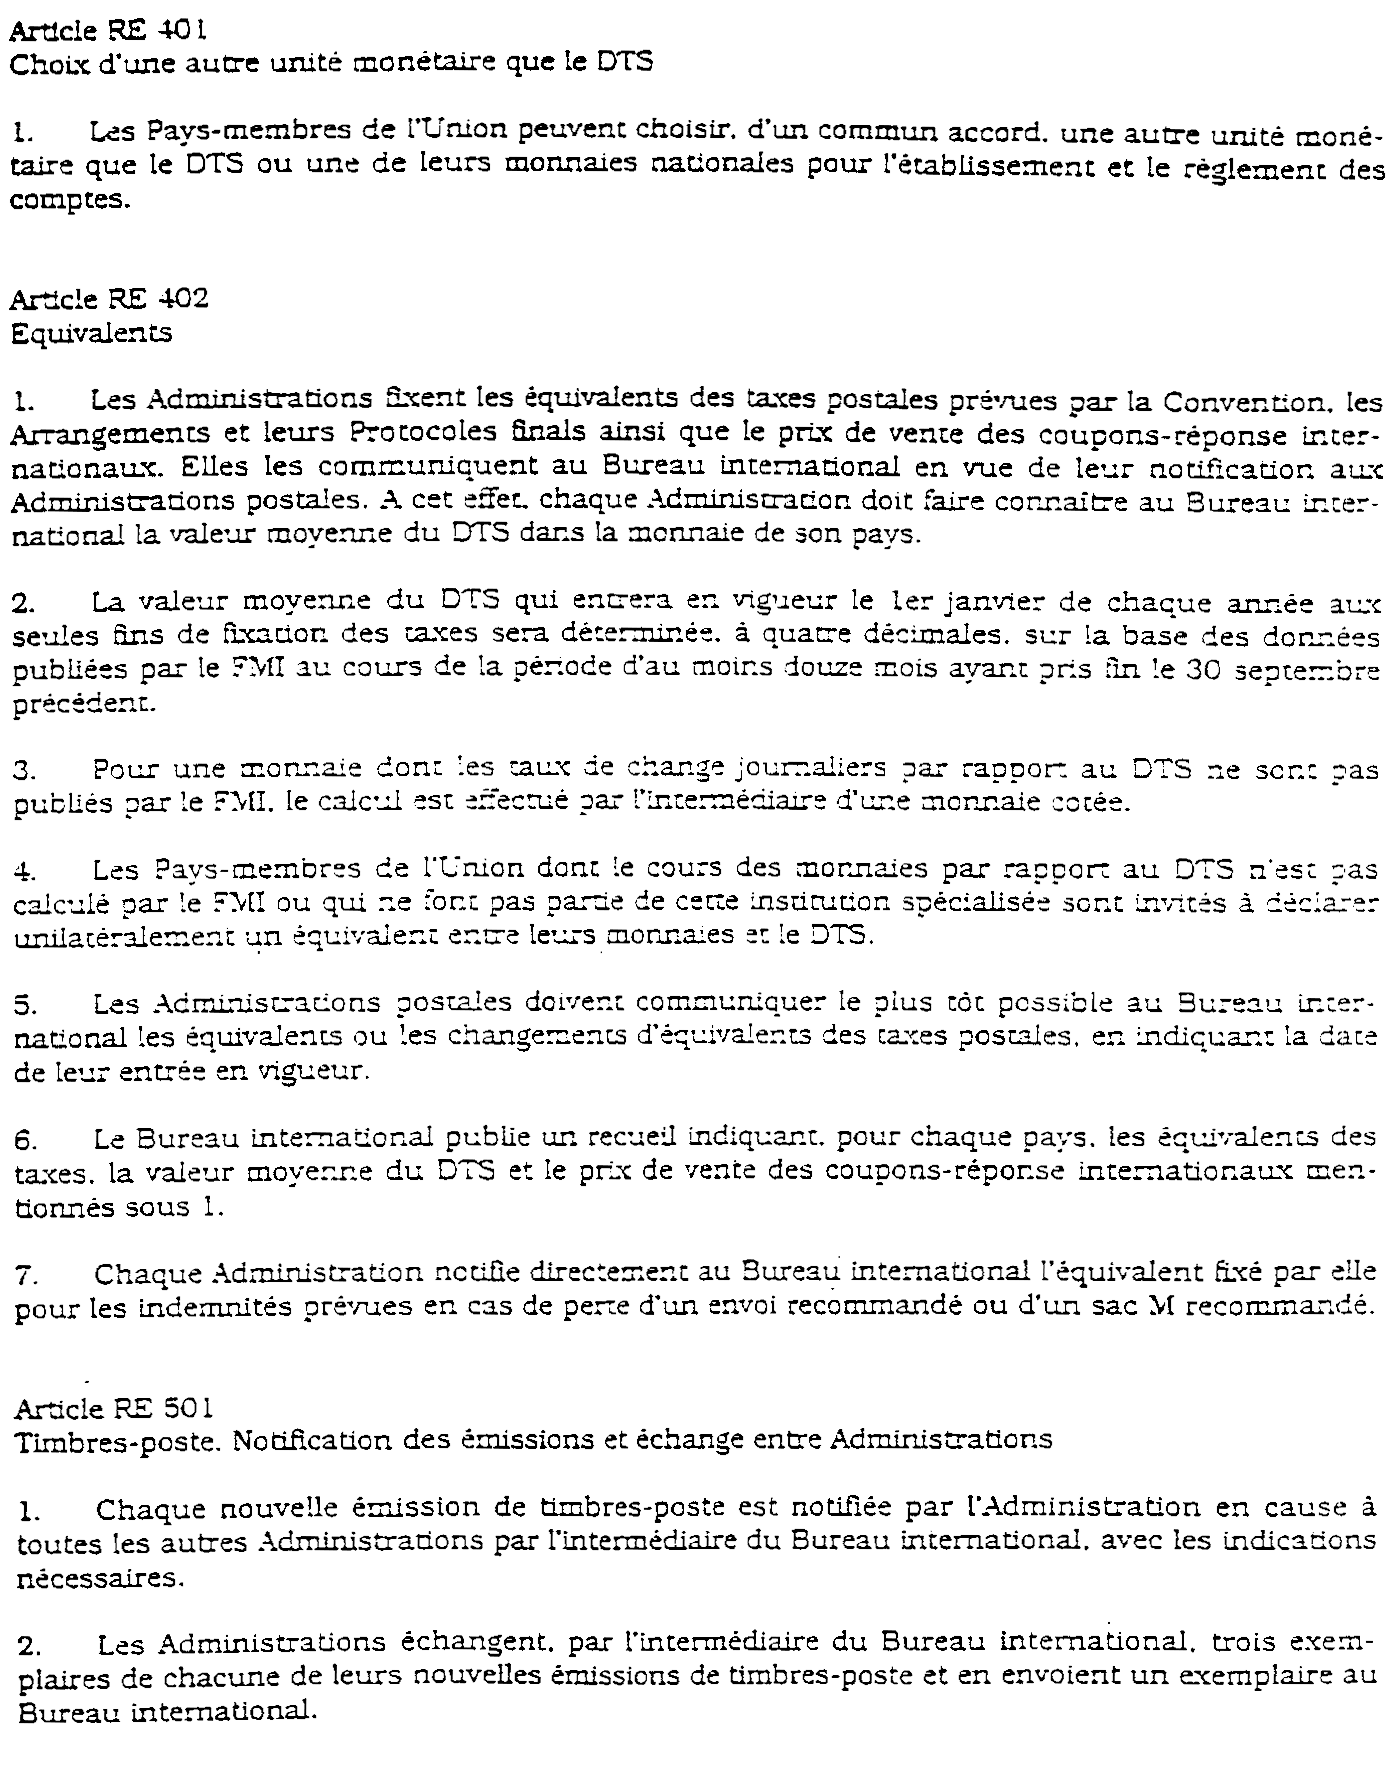 Article RE 401
Choix d'une autre unité monétaire que le DTS
1. Les Pays-membres de l'Union peuvent choisir, d'un commun accord, une autre unité moné-
taire que le DTS ou une de leurs monnaies nationales pour l'établissement et le règlement des
comptes.
Article RE 402
Equivalents
1. Les Administrations fixent les équivalents des taxes postales prévues par la Convention, les
Arrangements et leurs Protocoles finals ainsi que le prix de vente des coupons-réponse inter-
nationaux. Elles les communiquent au Bureau international en vue de leur notification aux
Administrations postales. A cet effet, chaque Administration doit faire connaître au Bureau inter-
national la valeur moyenne du DTS dans la monnaie de son pays.
2. La valeur moyenne du DTS qui entrera en vigueur le 1er janvier de chaque année aux
seules fins de fixation des taxes sera déterminée, à quatre décimales, sur la base des données
publiées par le FMI au cours de la période d'au moins douze mois ayant pris fin le 30 septembre
précédent.
3. Pour une monnaie dont les taux de change journaliers par rapport au DTS ne sont pas
publiés par le FMI, le calcul est effectué par l'intermédiaire d'une monnaie cotée.
4. Les Pays-membres de l'Union dont le cours des monnaies par rapport au DTS n'est pas
calculé par le FMI ou qui ne font pas partie de cette institution spécialisée sont invités à déclarer
unilatéralement un équivalent entre leurs monnaies et le DTS.
5. Les Administrations postales doivent communiquer le plus tôt possible au Bureau inter-
national les équivalents ou les changements d'équivalents des taxes postales, en indiquant la date
de leur entrée en vigueur.
6. Le Bureau international publie un recueil indiquant, pour chaque pays, les équivalents des
taxes, la valeur moyenne du DTS et le prix de vente des coupons-réponse internationaux men-
tionnés sous 1.
7. Chaque Administration notifie directement au Bureau international l'équivalent fixé par elle
pour les indemnités prévues en cas de perte d'un envoi recommandé ou d'un sac M recommandé.
Article RE 501
Timbres-poste. Notification des émissions et échange entre Administrations
1. Chaque nouvelle émission de timbres-poste est notifiée par l'Administration en cause à
toutes les autres Administrations par l'intermédiaire du Bureau international, avec les indications
nécessaires.
2. Les Administrations échangent, par l'intermédiaire du Bureau international, trois exem-
plaires de chacune de leurs nouvelles émissions de timbres-poste et en envoient un exemplaire au
Bureau international.